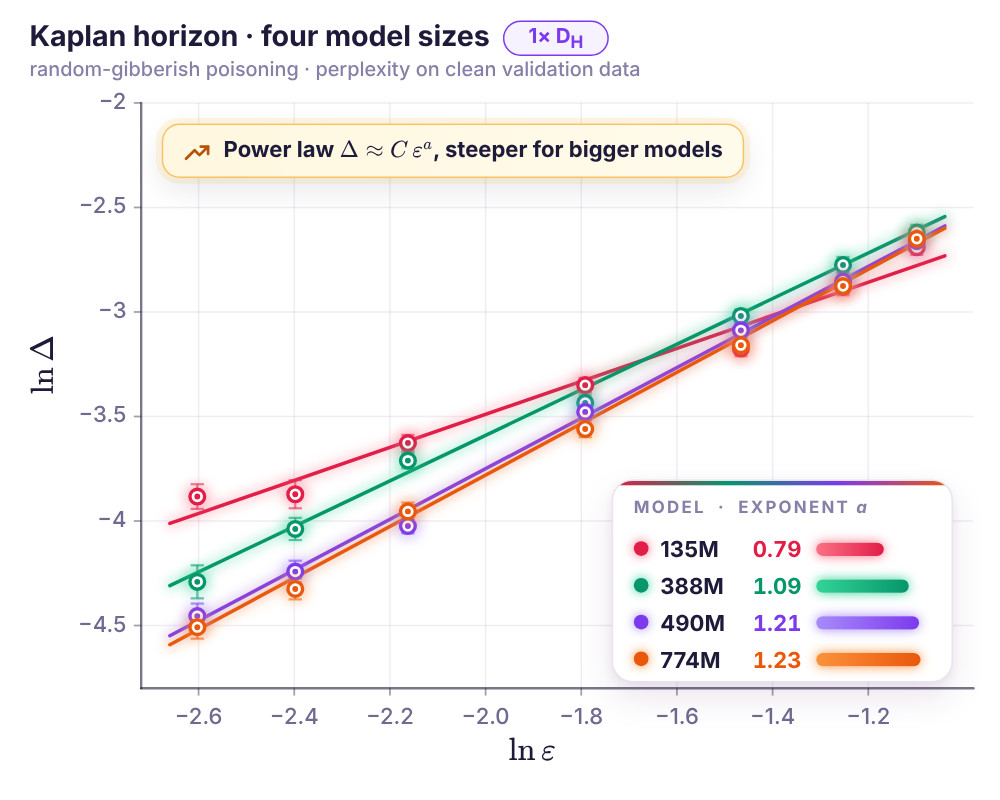 Kaplan horizon · four model sizes 1× D_H
random-gibberish poisoning · perplexity on clean validation data
Power law Δ ≈ C ε^a, steeper for bigger models
−2
−2.5
−3
−3.5
−4
−4.5
ln Δ
MODEL · EXPONENT a
135M 0.79
388M 1.09
490M 1.21
774M 1.23
−2.6 −2.4 −2.2 −2.0 −1.8 −1.6 −1.4 −1.2
ln ε